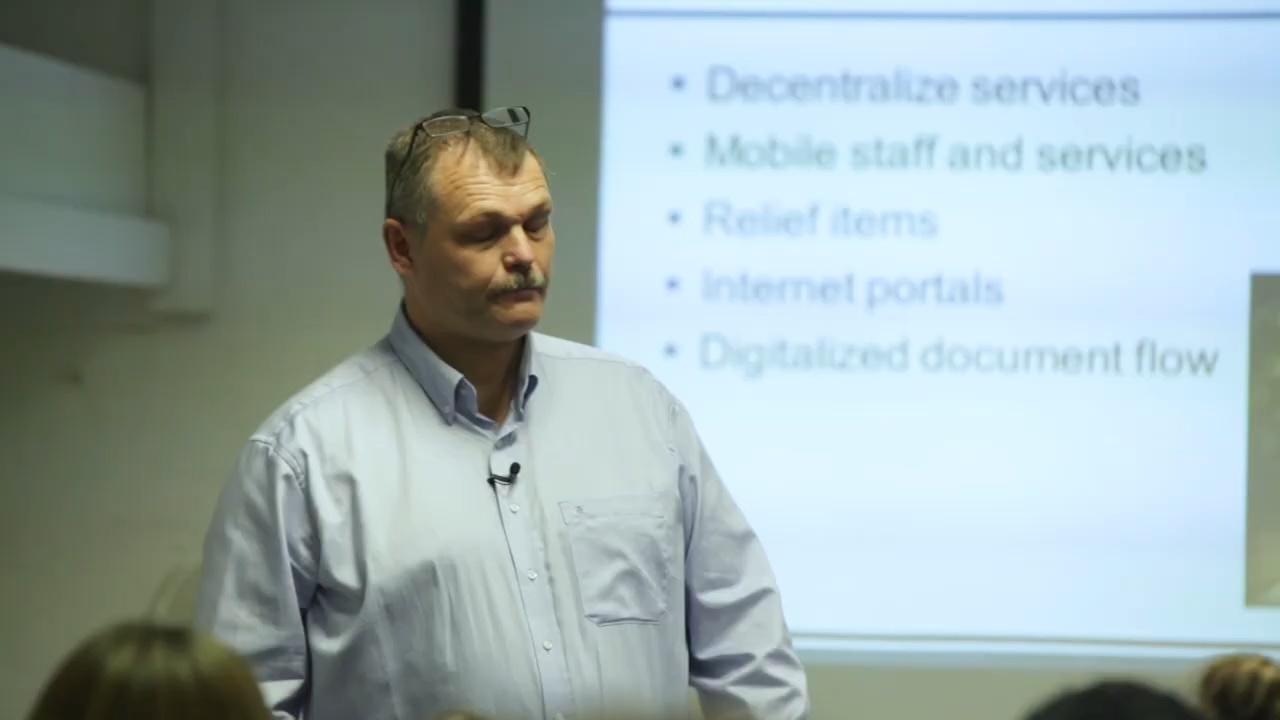 • Decentralize services
• Mobile staff and services
• Relief items
• Internet portals
• Digitalized document flow